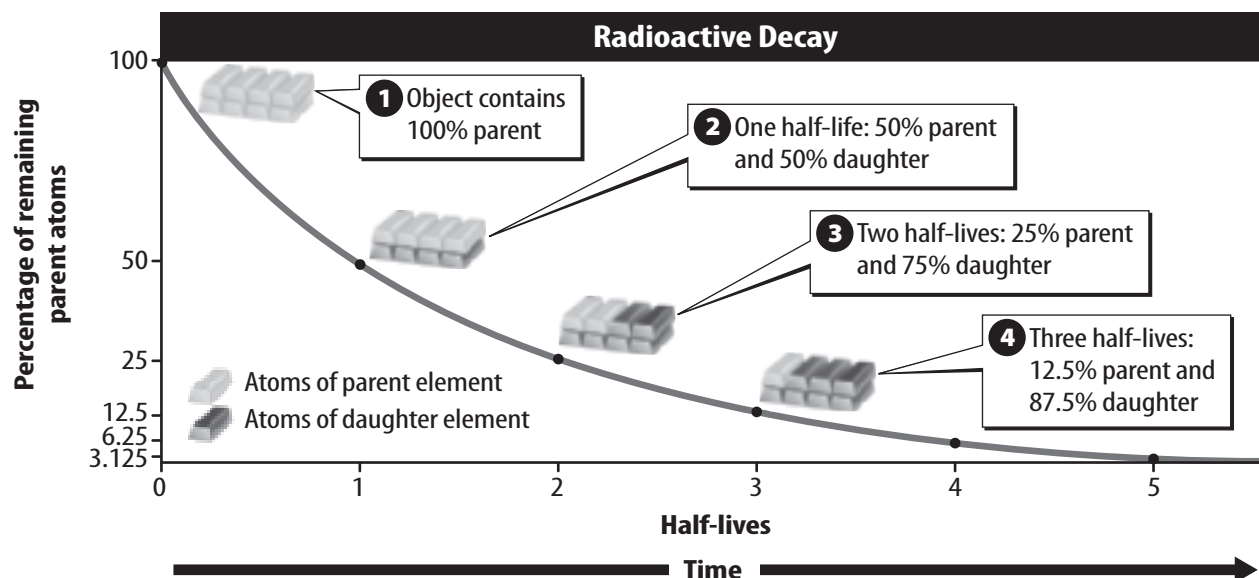 Radioactive Decay
Percentage of remaining
parent atoms
100
50
25
12.5
6.25
3.125
1 Object contains
100% parent
2 One half-life: 50% parent
and 50% daughter
3 Two half-lives: 25% parent
and 75% daughter
4 Three half-lives:
12.5% parent and
87.5% daughter
Atoms of parent element
Atoms of daughter element
0 1 2 3 4 5
Half-lives
Time